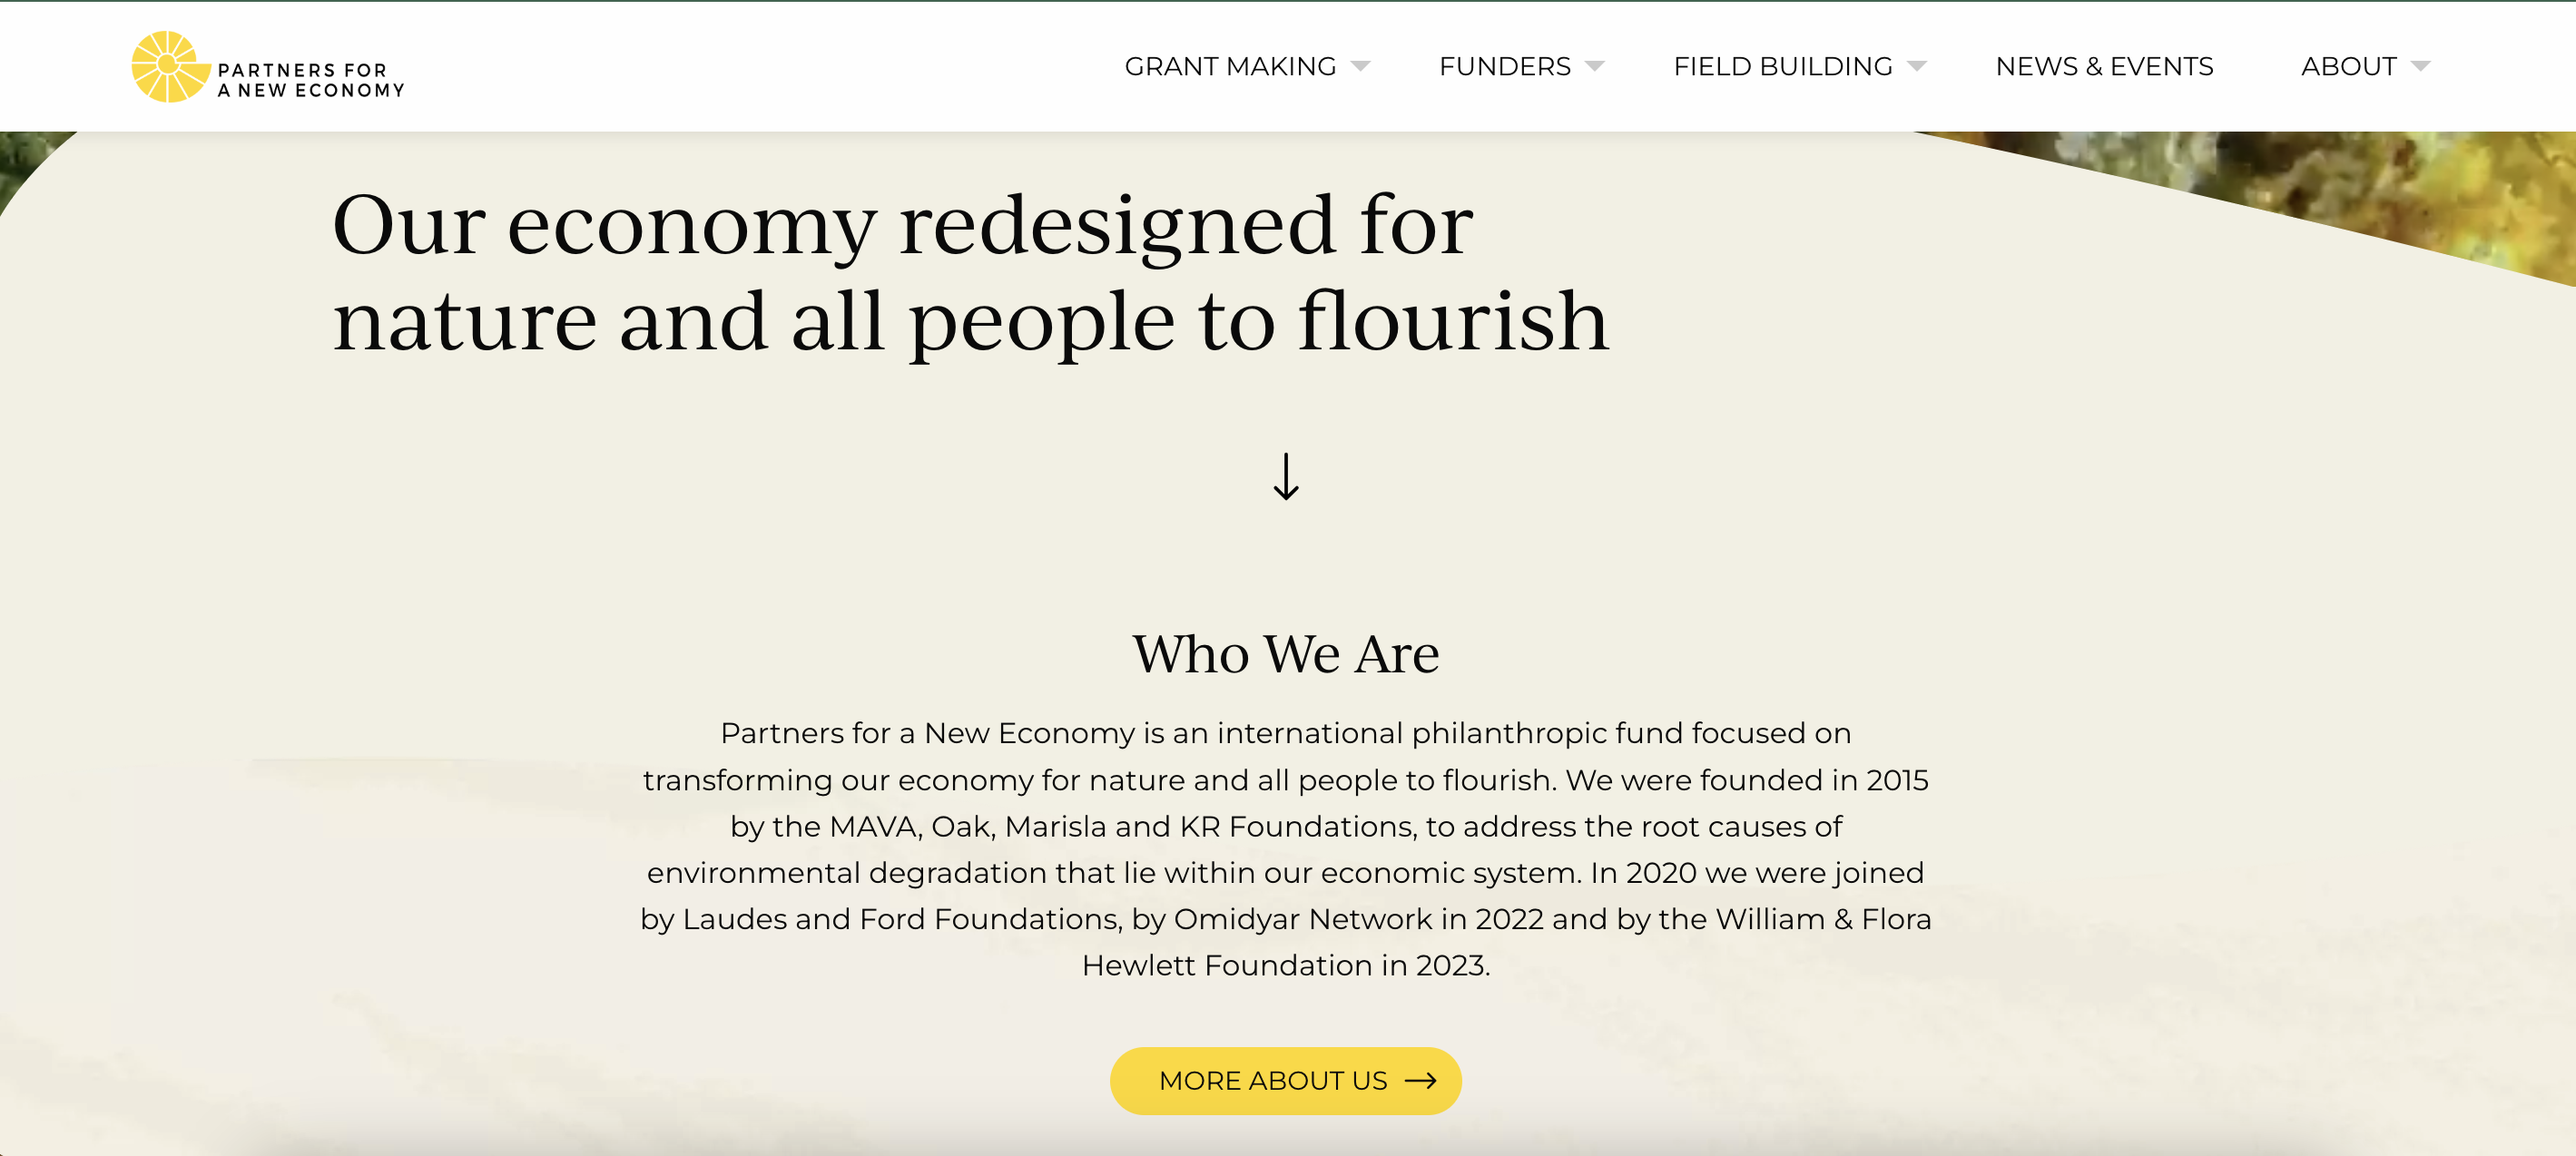 PARTNERS FOR
A NEW ECONOMY
GRANT MAKING
FUNDERS
FIELD BUILDING
NEWS & EVENTS
ABOUT
Our economy redesigned for
nature and all people to flourish
Who We Are
Partners for a New Economy is an international philanthropic fund focused on
transforming our economy for nature and all people to flourish. We were founded in 2015
by the MAVA, Oak, Marisla and KR Foundations, to address the root causes of
environmental degradation that lie within our economic system. In 2020 we were joined
by Laudes and Ford Foundations, by Omidyar Network in 2022 and by the William & Flora
Hewlett Foundation in 2023.
MORE ABOUT US